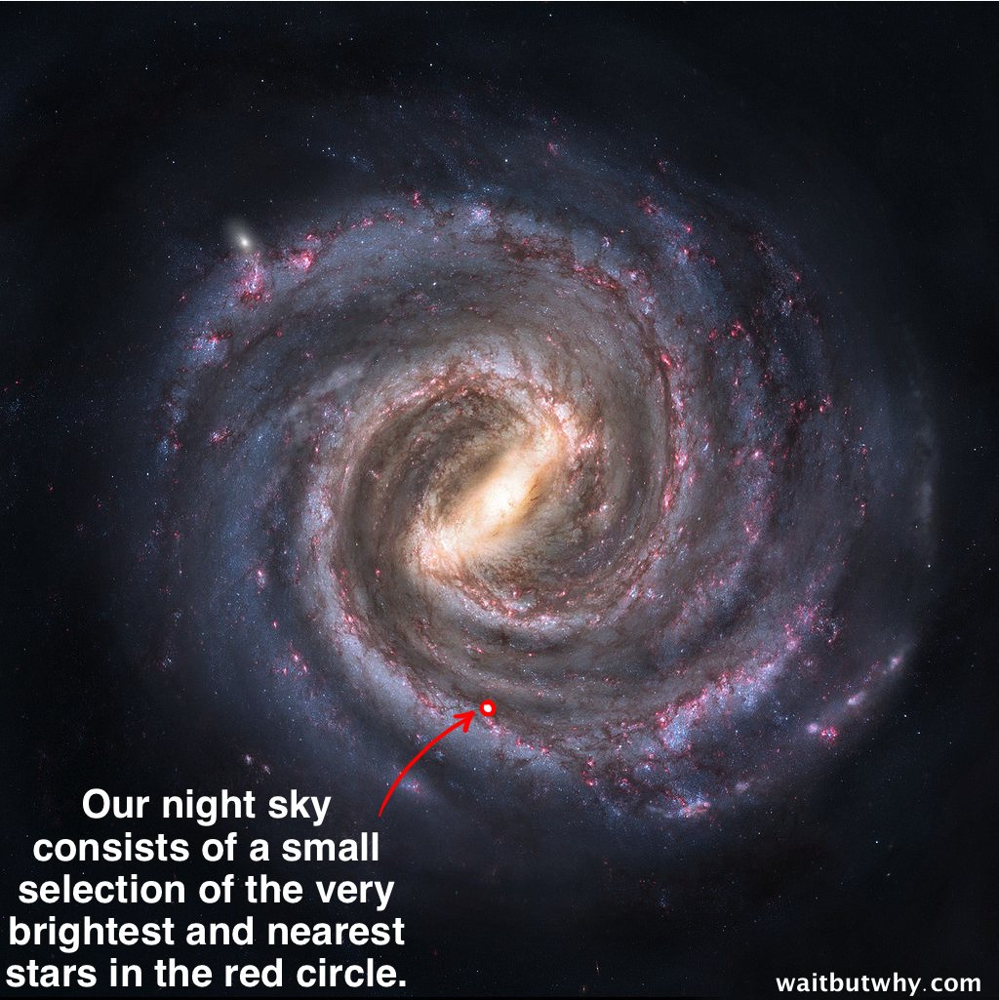 Our night sky
consists of a small
selection of the very
brightest and nearest
stars in the red circle.
waitbutwhy.com